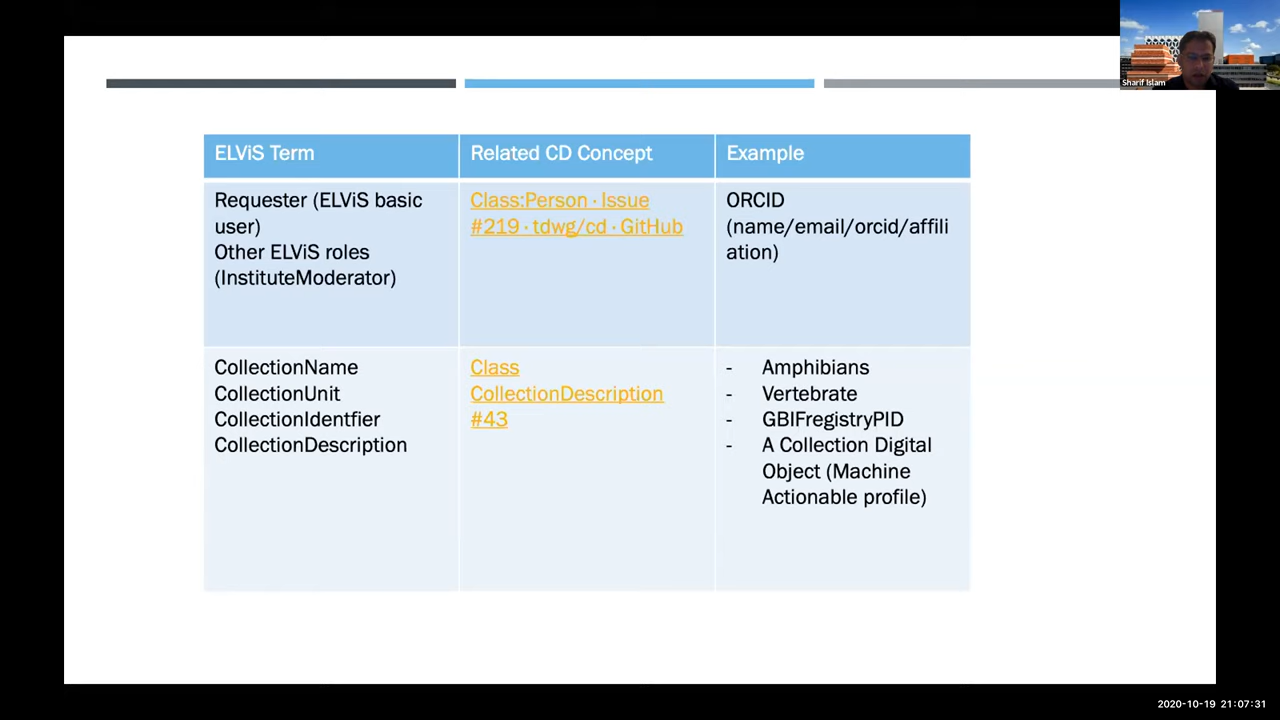 Sharif Islam
ELViS Term
Related CD Concept
Example
Requester (ELViS basic
user)
Other ELViS roles
(InstituteModerator)
Class:Person · Issue
#219 · tdwg/cd · GitHub
ORCID
(name/email/orcid/affili
ation)
CollectionName
CollectionUnit
CollectionIdentfier
CollectionDescription
Class
CollectionDescription
#43
- Amphibians
- Vertebrate
- GBIFregistryPID
- A Collection Digital
Object (Machine
Actionable profile)
2020-10-19 21:07:31